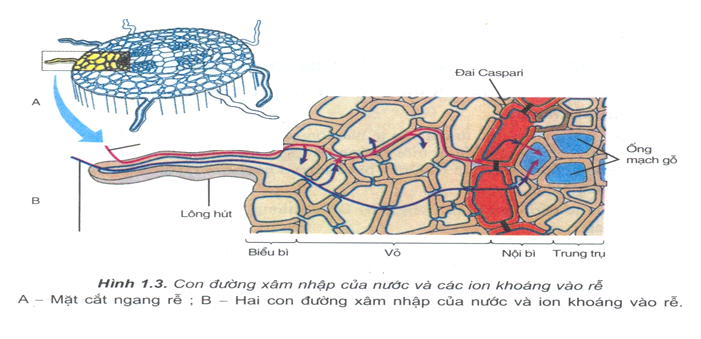 Đai Caspari
A
Ống
mạch gỗ
B
Lông hút
Biểu bì
Vỏ
Nội bì
Trung trụ
Hình 1.3. Con đường xâm nhập của nước và các ion khoáng vào rễ
A – Mặt cắt ngang rễ ; B – Hai con đường xâm nhập của nước và ion khoáng vào rễ.